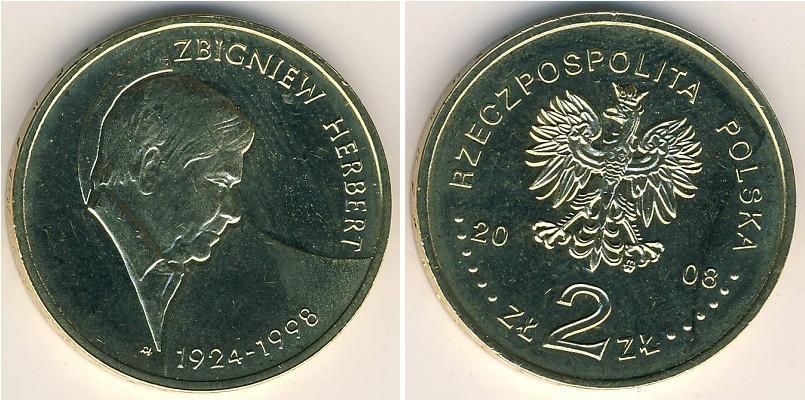 ZBIGNIEW HERBERT
1924-1998
RZECZPOSPOLITA POLSKA
20 08
ZŁ 2 ZŁ